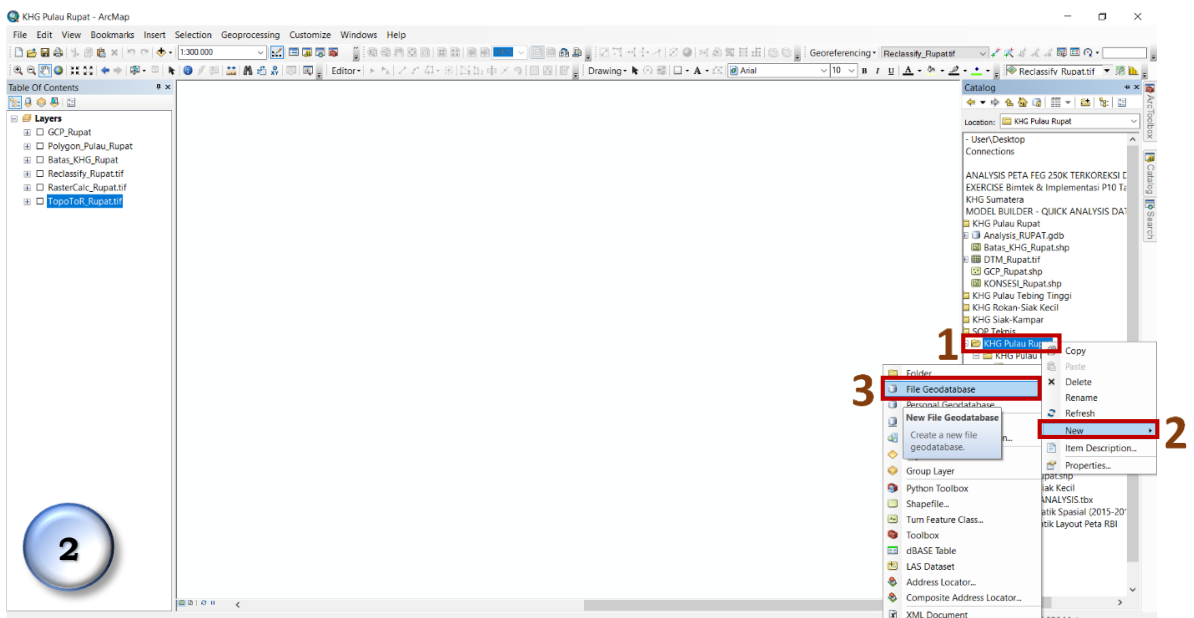 KHG Pulau Rupat - ArcMap
File Edit View Bookmarks Insert Selection Geoprocessing Customize Windows Help
1:300.000
Georeferencing
Reclassify_Rupattif
Editor
Drawing
Arial
10
B I U A
Reclassify Rupat.tif
Table Of Contents
Layers
GCP_Rupat
Polygon_Pulau_Rupat
Batas_KHG_Rupat
Reclassify_Rupat.tif
RasterCalc_Rupat.tif
TopoToR_Rupat.tif
Catalog
Location: KHG Pulau Rupat
- User\Desktop
Connections
ANALYSIS PETA FEG 250K TERKOREKSI
EXERCISE Bimtek & Implementasi P10
KHG Sumatera
MODEL BUILDER - QUICK ANALYSIS
KHG Pulau Rupat
Analysis_RUPAT.gdb
Batas_KHG_Rupat.shp
DTM_Rupat.tif
GCP_Rupat.shp
KONSESI_Rupat.shp
KHG Pulau Tebing Tinggi
KHG Rokan-Siak Kecil
KHG Siak-Kampar
SOP Teknis
KHG Pulau
KHG Pulau
ArcToolbox
Catalog
Search
1
Copy
Paste
Delete
Rename
Refresh
New
Item Description...
Properties...
2
upat.shp
iak Kecil
ANALYSIS.tbx
atik Spasial (2015-20
tik Layout Peta RBI
3
Folder
File Geodatabase
Personal Geodatabase
New File Geodatabase
Create a new file
geodatabase.
n...
Group Layer
Python Toolbox
Shapefile...
Turn Feature Class...
Toolbox
dBASE Table
LAS Dataset
Address Locator...
Composite Address Locator...
XML Document
2